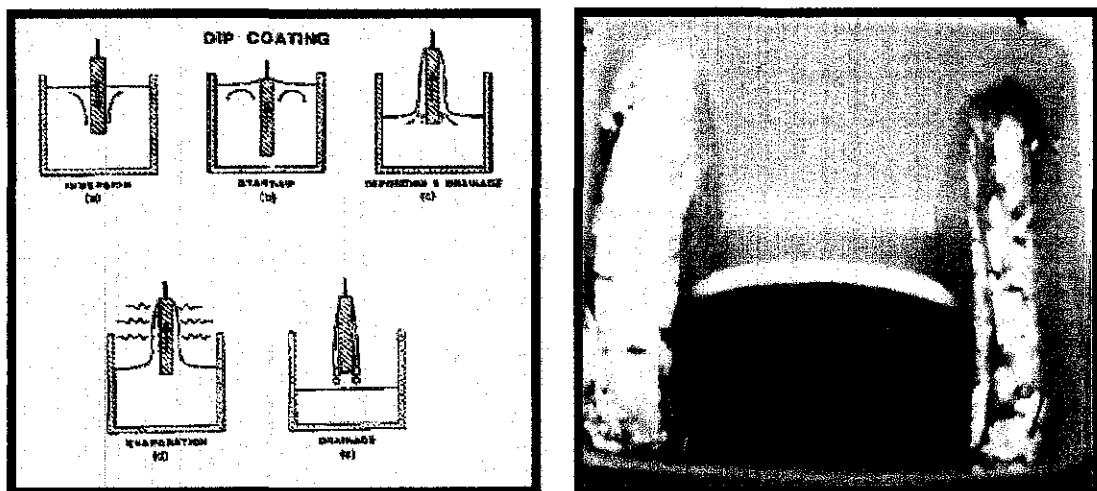 DIP COATING
IMMERSION
(a)
START-UP
(b)
DEPOSITION & DRAINAGE
(c)
EVAPORATION
(d)
DRAINAGE
(e)